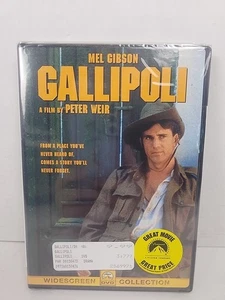 MEL GIBSON
GALLIPOLI
A FILM BY PETER WEIR
FROM A PLACE YOU'VE
NEVER HEARD OF,
COMES A STORY YOU'LL
NEVER FORGET.
GREAT MOVIE
GREAT PRICE
WIDESCREEN DVD COLLECTION